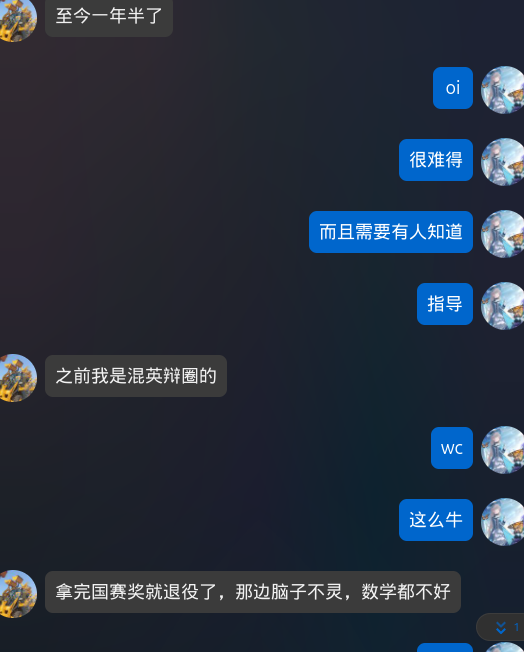 至今一年半了
oi
很难得
而且需要有人知道
指导
之前我是混英辩圈的
wc
这么牛
拿完国赛奖就退役了，那边脑子不灵，数学都不好
1